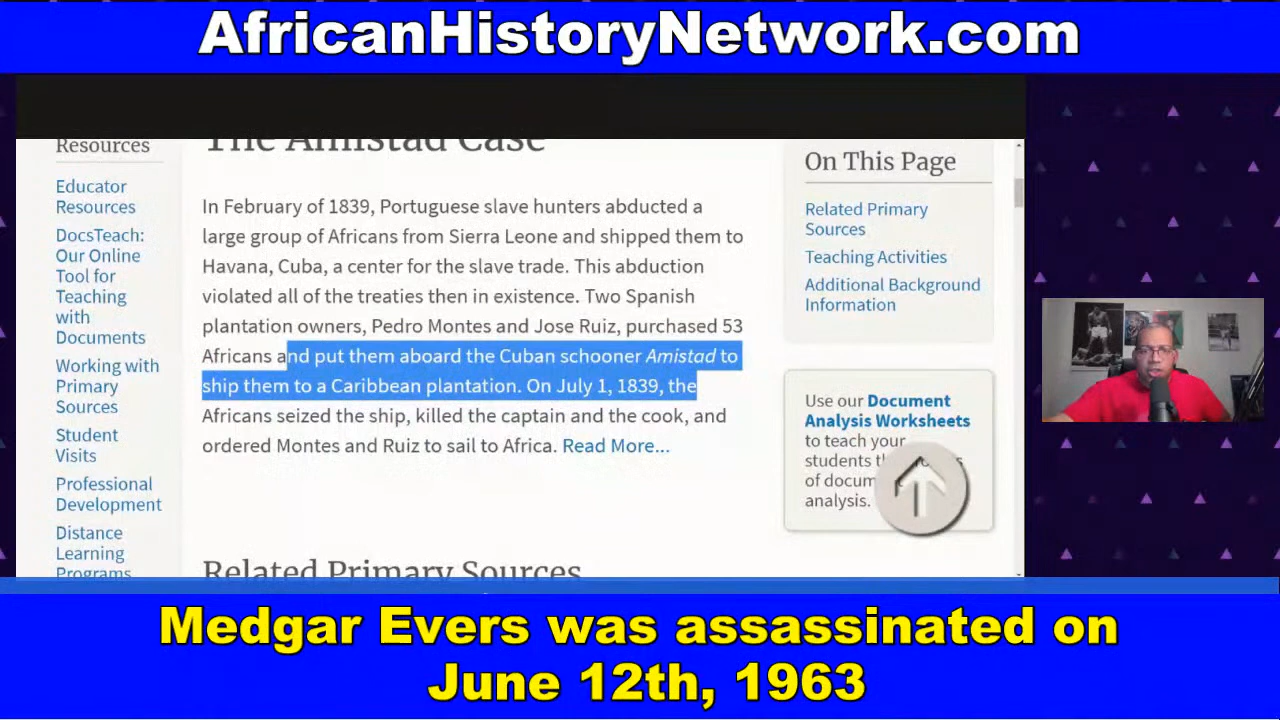 AfricanHistoryNetwork.com
Resources
Educator
Resources
DocsTeach:
Our Online
Tool for
Teaching
with
Documents
Working with
Primary
Sources
Student
Visits
Professional
Development
Distance
Learning
Programs
The Amistad Case
In February of 1839, Portuguese slave hunters abducted a
large group of Africans from Sierra Leone and shipped them to
Havana, Cuba, a center for the slave trade. This abduction
violated all of the treaties then in existence. Two Spanish
plantation owners, Pedro Montes and Jose Ruiz, purchased 53
Africans and put them aboard the Cuban schooner Amistad to
ship them to a Caribbean plantation. On July 1, 1839, the
Africans seized the ship, killed the captain and the cook, and
ordered Montes and Ruiz to sail to Africa. Read More...
Related Primary Sources
On This Page
Related Primary
Sources
Teaching Activities
Additional Background
Information
Use our Document
Analysis Worksheets
to teach your
students
of
analysis.
Medgar Evers was assassinated on
June 12th, 1963